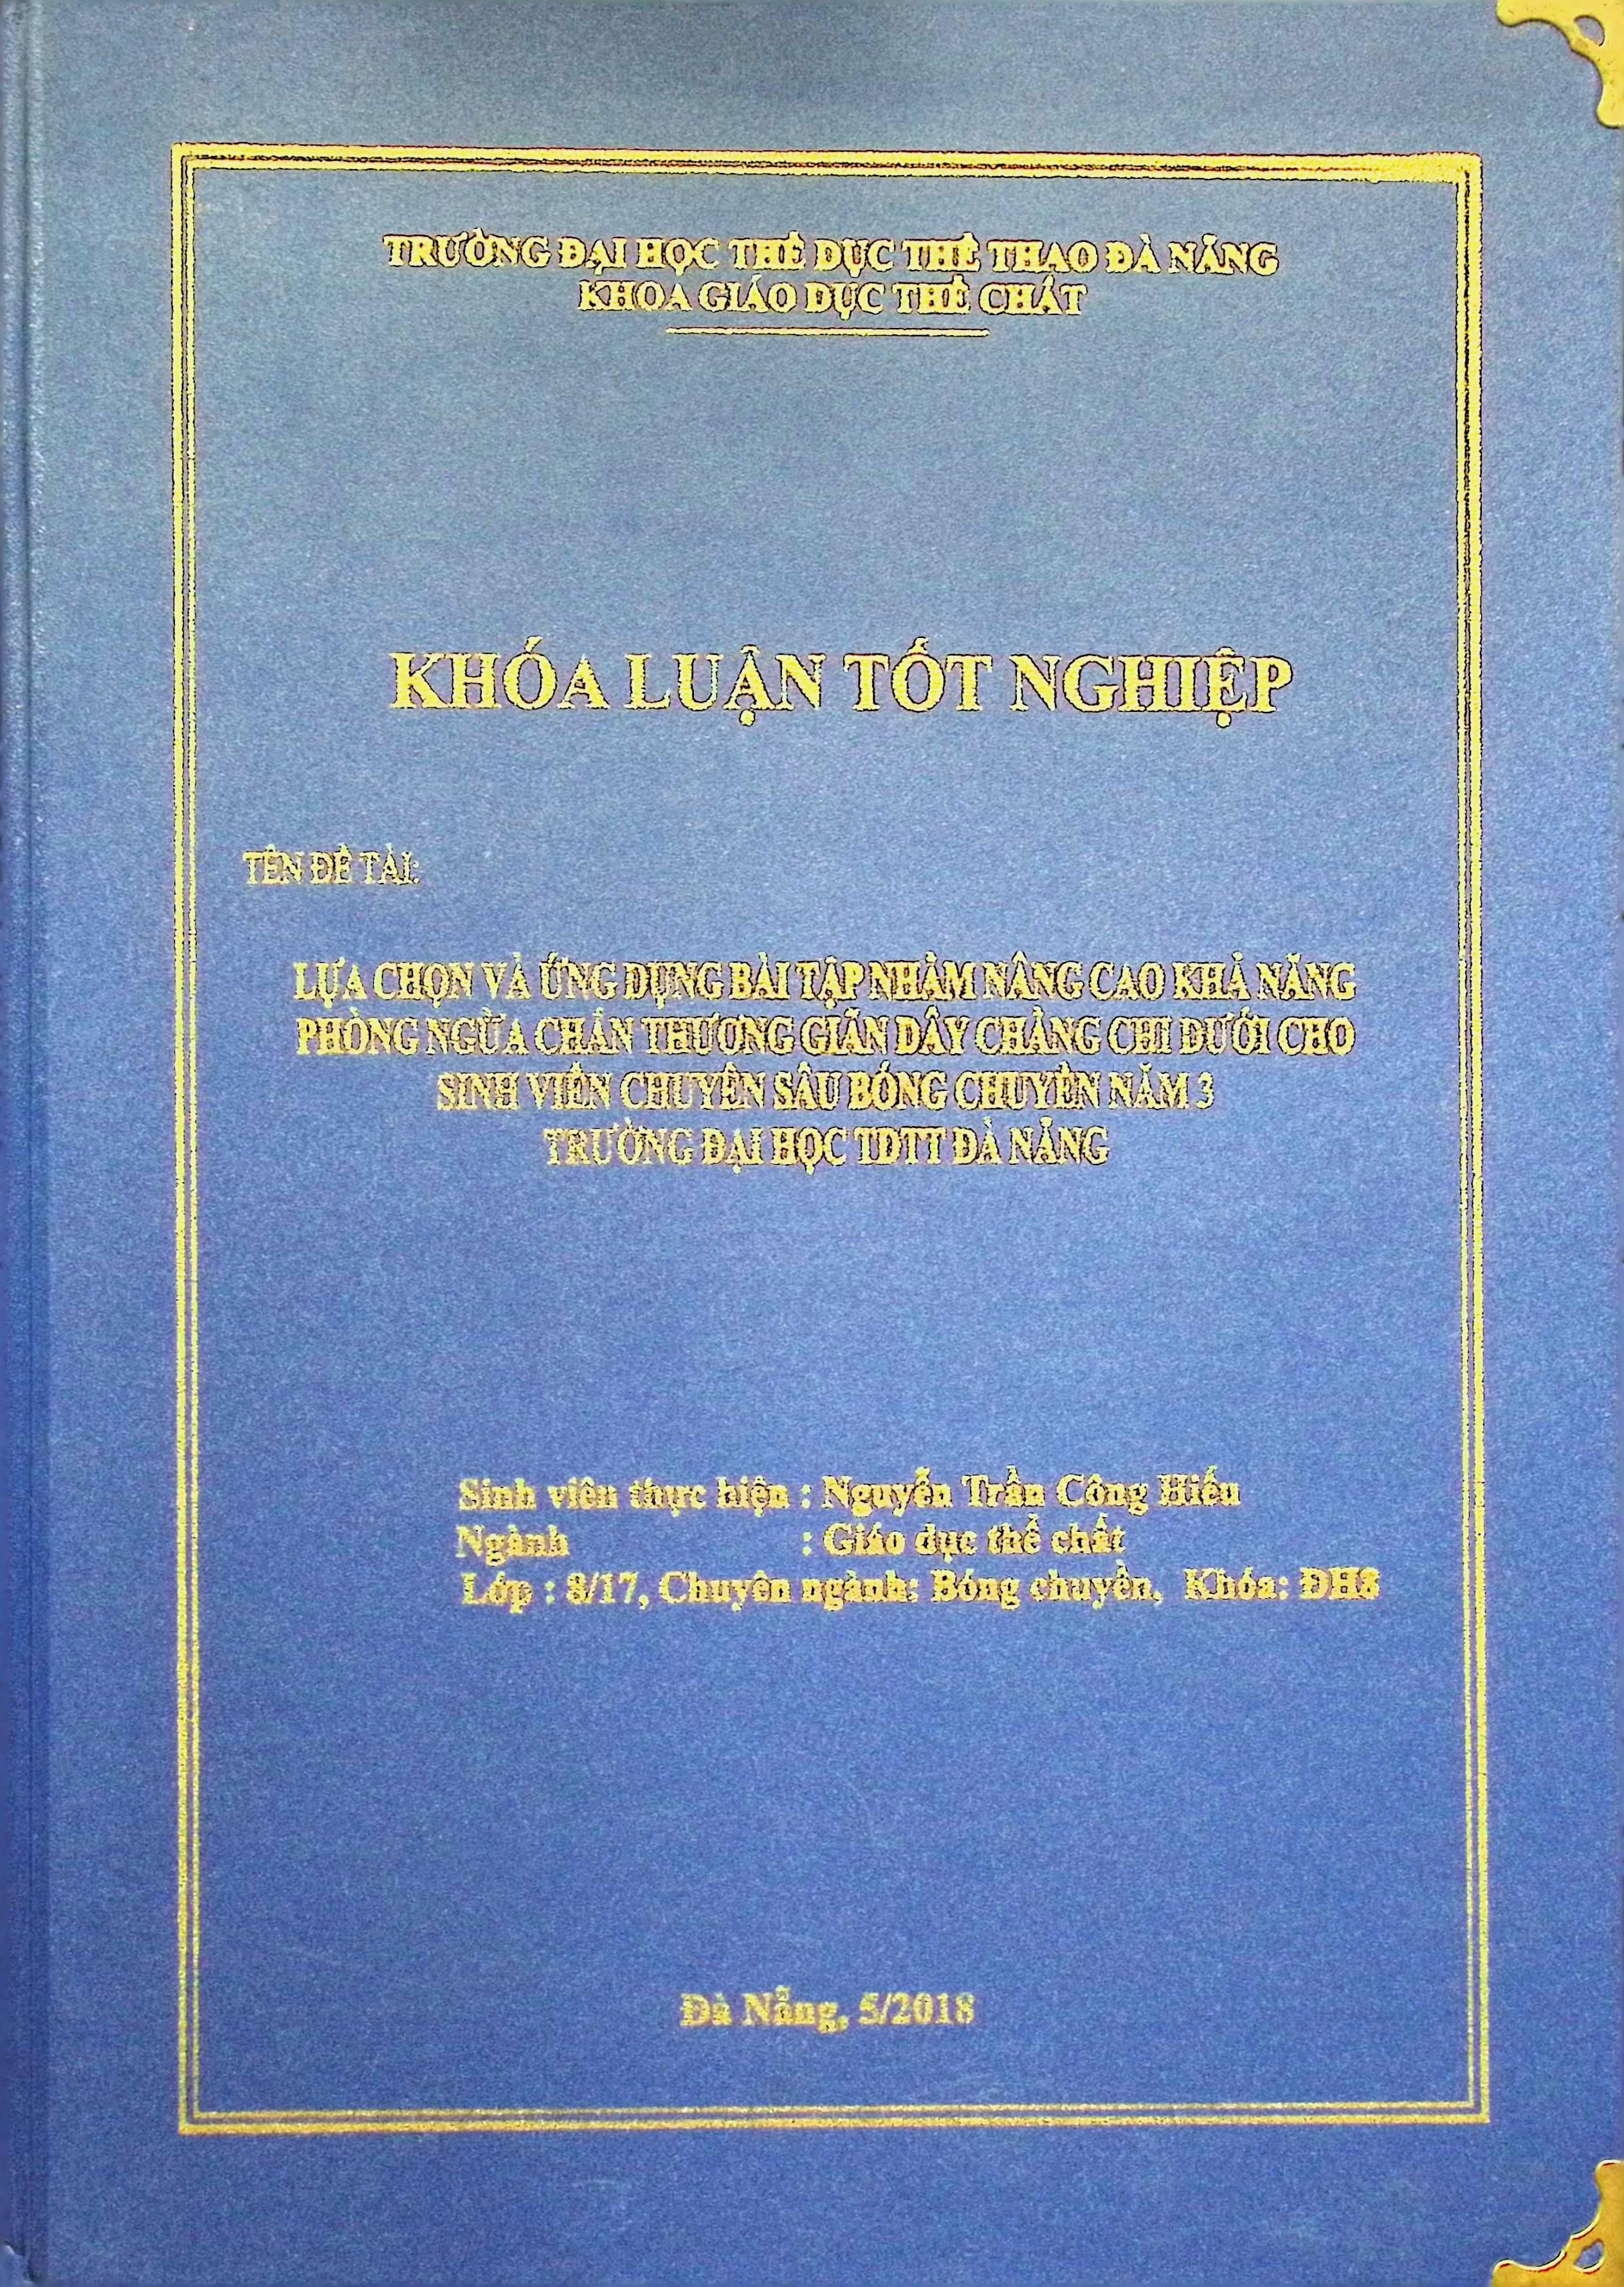 TRƯỜNG ĐẠI HỌC THỂ DỤC THỂ THAO ĐÀ NẴNG
KHOA GIÁO DỤC THỂ CHẤT
KHÓA LUẬN TỐT NGHIỆP
TÊN ĐỀ TÀI:
LỰA CHỌN VÀ ỨNG DỤNG BÀI TẬP NHẰM NÂNG CAO KHẢ NĂNG
PHÒNG NGỪA CHẤN THƯƠNG GIÃN DÂY CHẰNG CHI DƯỚI CHO
SINH VIÊN CHUYÊN SÂU BÓNG CHUYỀN NĂM 3
TRƯỜNG ĐẠI HỌC TDTT ĐÀ NẴNG
Sinh viên thực hiện : Nguyễn Trần Công Hiếu
Ngành : Giáo dục thể chất
Lớp : 8/17, Chuyên ngành: Bóng chuyền, Khóa: ĐH8
Đà Nẵng, 5/2018